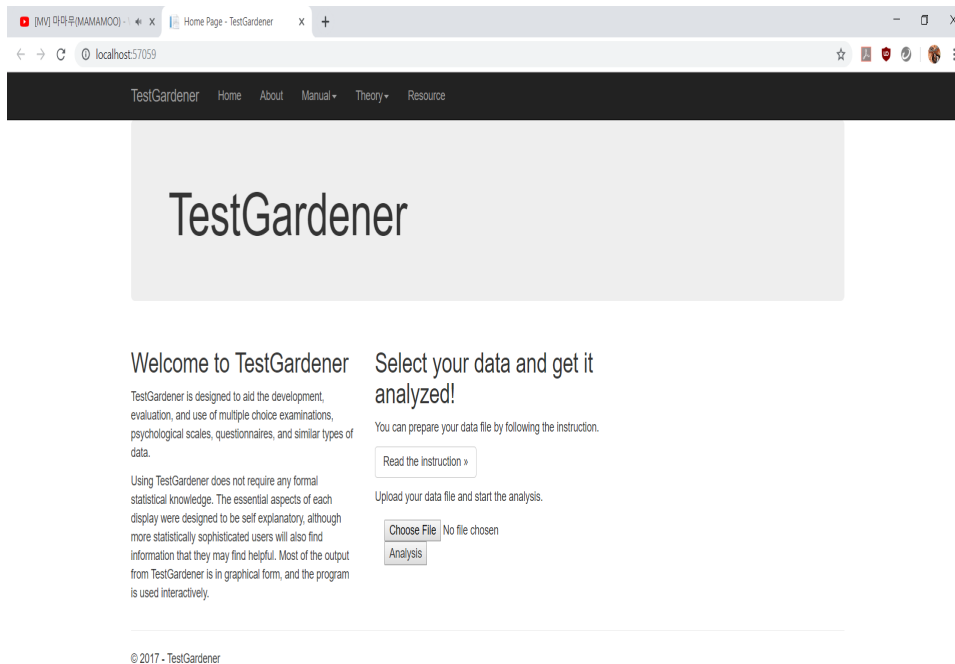 [MV] 마마무(MAMAMOO) -
Home Page - TestGardener
localhost:57059
TestGardener Home About Manual Theory Resource
TestGardener
Welcome to TestGardener
TestGardener is designed to aid the development,
evaluation, and use of multiple choice examinations,
psychological scales, questionnaires, and similar types of
data.
Using TestGardener does not require any formal
statistical knowledge. The essential aspects of each
display were designed to be self explanatory, although
more statistically sophisticated users will also find
information that they may find helpful. Most of the output
from TestGardener is in graphical form, and the program
is used interactively.
Select your data and get it
analyzed!
You can prepare your data file by following the instruction.
Read the instruction »
Upload your data file and start the analysis.
Choose File No file chosen
Analysis
© 2017 - TestGardener